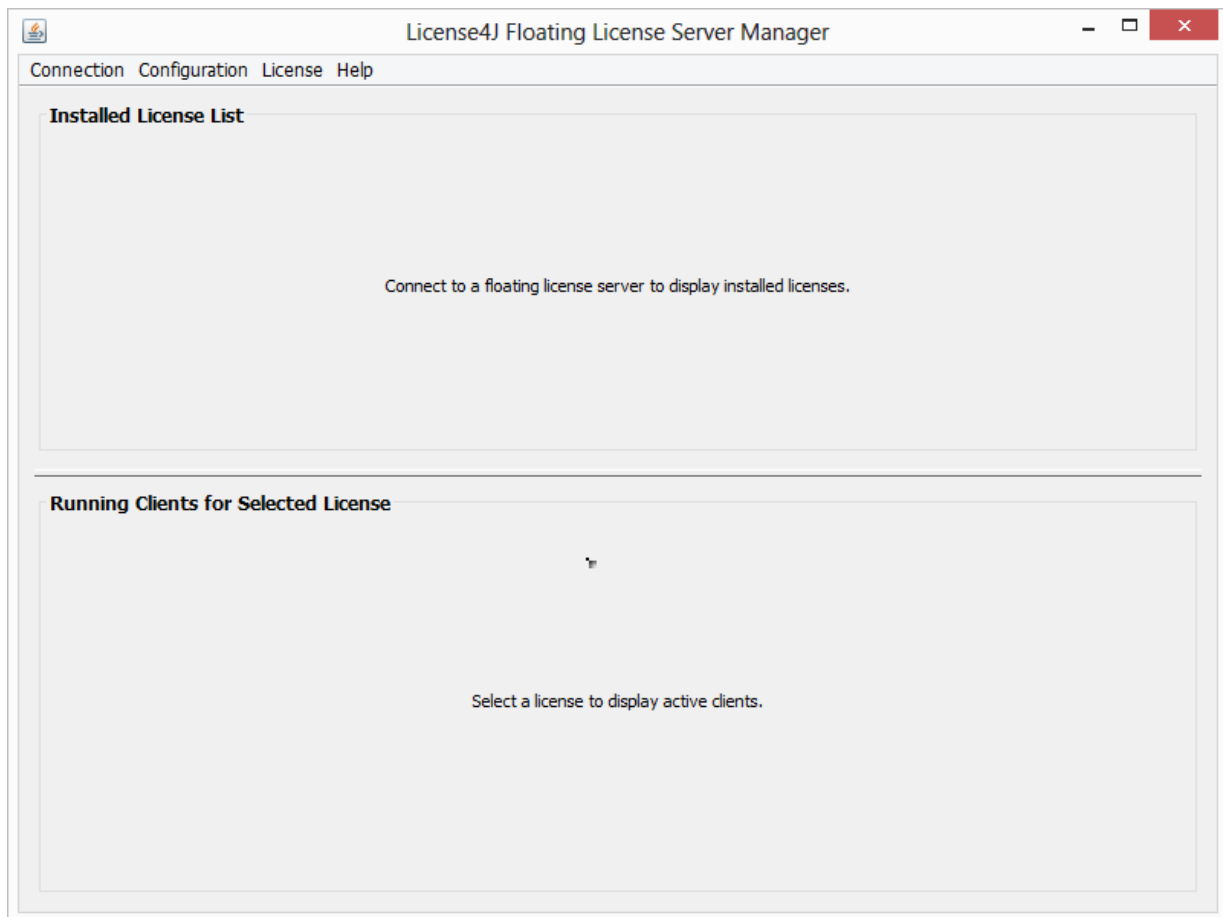 License4J Floating License Server Manager
Connection Configuration License Help
Installed License List
Connect to a floating license server to display installed licenses.
Running Clients for Selected License
Select a license to display active clients.